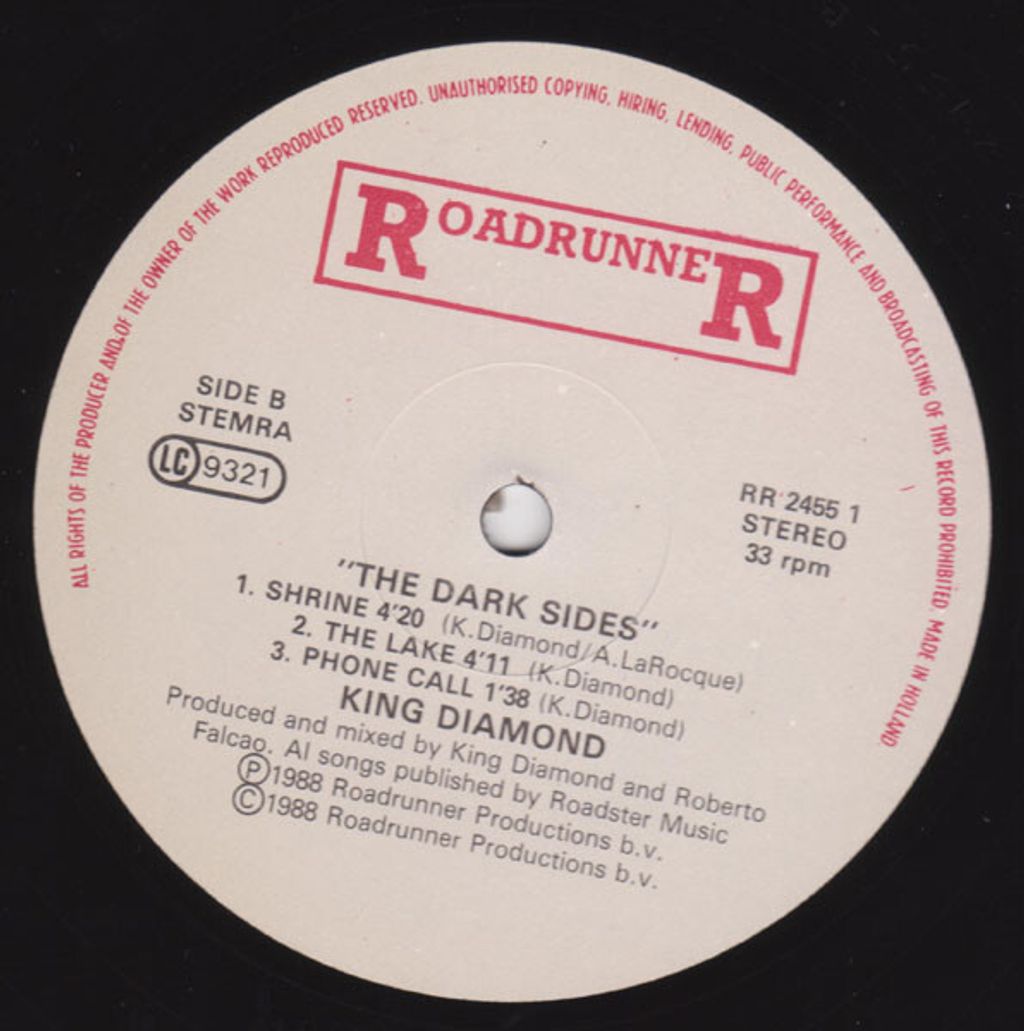 ALL RIGHTS OF THE PRODUCER AND OF THE OWNER OF THE WORK REPRODUCED RESERVED. UNAUTHORISED COPYING, HIRING, LENDING, PUBLIC PERFORMANCE AND BROADCASTING OF THIS RECORD PROHIBITED. MADE IN HOLLAND.
ROADRUNNER
SIDE B
STEMRA
LC 9321
RR 2455 1
STEREO
33 rpm
"THE DARK SIDES"
1. SHRINE 4'20 (K.Diamond/A.LaRocque)
2. THE LAKE 4'11 (K.Diamond)
3. PHONE CALL 1'38 (K.Diamond)
KING DIAMOND
Produced and mixed by King Diamond and Roberto
Falcao. Al songs published by Roadster Music
Ⓟ1988 Roadrunner Productions b.v.
©1988 Roadrunner Productions b.v.